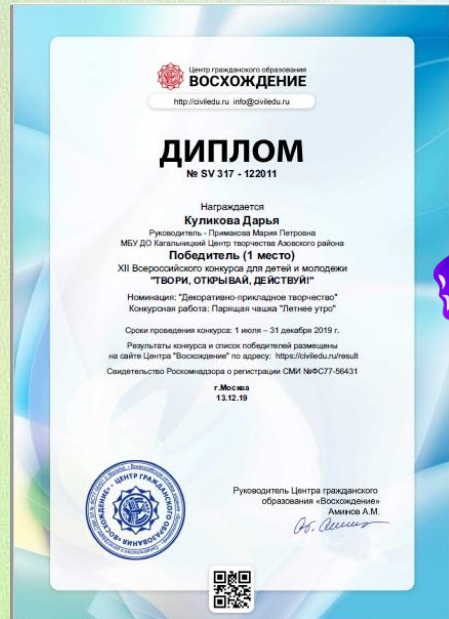 Центр гражданского образования
ВОСХОЖДЕНИЕ
http://civiledu.ru info@civiledu.ru
ДИПЛОМ
№ SV 317 - 122011
Награждается
Куликова Дарья
Руководитель - Примакова Мария Петровна
МБУ ДО Кагальницкий Центр творчества Азовского района
Победитель (1 место)
XII Всероссийского конкурса для детей и молодежи
"ТВОРИ, ОТКРЫВАЙ, ДЕЙСТВУЙ!"
Номинация: "Декоративно-прикладное творчество"
Конкурсная работа: Парящая чашка "Летнее утро"
Сроки проведения конкурса: 1 июля – 31 декабря 2019 г.
Результаты конкурса и список победителей размещены
на сайте Центра "Восхождение" по адресу: https://civiledu.ru/result
Свидетельство Роскомнадзора о регистрации СМИ №ФС77-56431
г.Москва
13.12.19
Руководитель Центра гражданского
образования «Восхождение»
Аминов А.М.
«ВОСХОЖДЕНИЕ» ЦЕНТР ГРАЖДАНСКОГО ОБРАЗОВАНИЯ